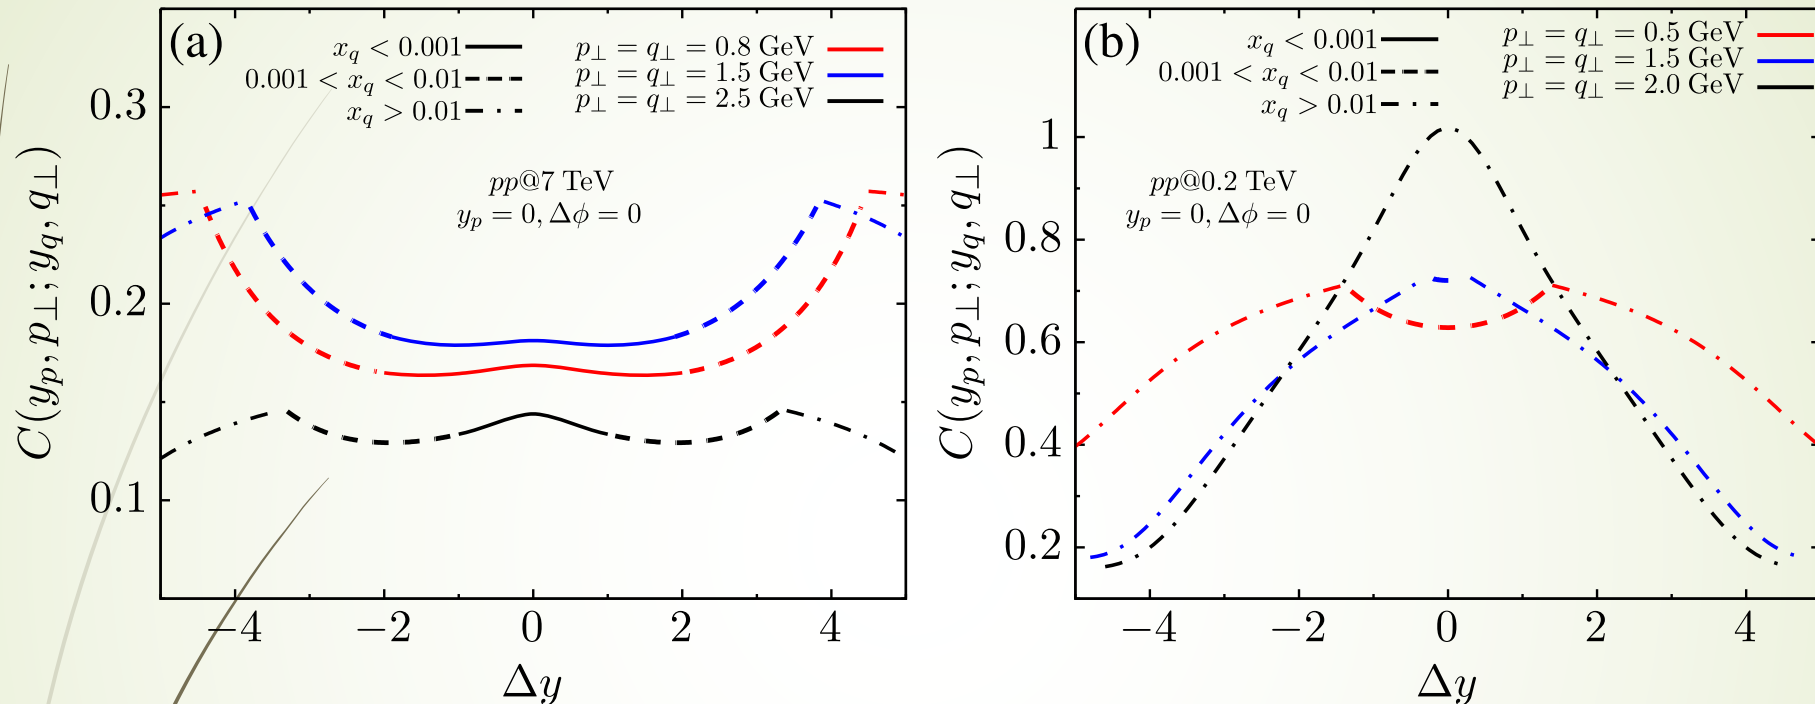 (a)
x_q < 0.001
0.001 < x_q < 0.01
x_q > 0.01
p_⊥ = q_⊥ = 0.8 GeV
p_⊥ = q_⊥ = 1.5 GeV
p_⊥ = q_⊥ = 2.5 GeV
pp@7 TeV
y_p = 0, Δϕ = 0
C(y_p, p_⊥; y_q, q_⊥)
0.3
0.2
0.1
−4 −2 0 2 4
Δy
(b)
x_q < 0.001
0.001 < x_q < 0.01
x_q > 0.01
p_⊥ = q_⊥ = 0.5 GeV
p_⊥ = q_⊥ = 1.5 GeV
p_⊥ = q_⊥ = 2.0 GeV
pp@0.2 TeV
y_p = 0, Δϕ = 0
C(y_p, p_⊥; y_q, q_⊥)
1
0.8
0.6
0.4
0.2
−4 −2 0 2 4
Δy